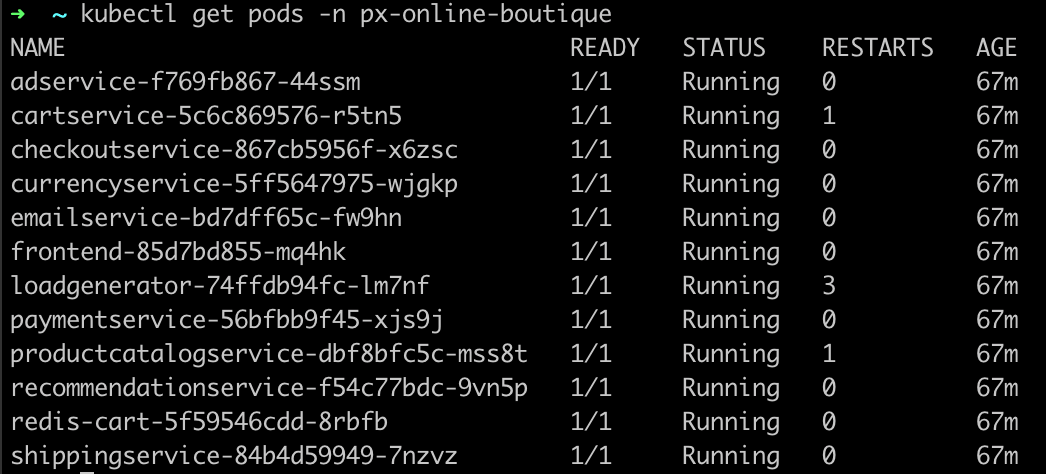 ➜  ~ kubectl get pods -n px-online-boutique
NAME                                     READY   STATUS    RESTARTS   AGE
adservice-f769fb867-44ssm                1/1     Running   0          67m
cartservice-5c6c869576-r5tn5             1/1     Running   1          67m
checkoutservice-867cb5956f-x6zsc         1/1     Running   0          67m
currencyservice-5ff5647975-wjgkp         1/1     Running   0          67m
emailservice-bd7dff65c-fw9hn             1/1     Running   0          67m
frontend-85d7bd855-mq4hk                 1/1     Running   0          67m
loadgenerator-74ffdb94fc-lm7nf           1/1     Running   3          67m
paymentservice-56bfbb9f45-xjs9j          1/1     Running   0          67m
productcatalogservice-dbf8bfc5c-mss8t    1/1     Running   1          67m
recommendationservice-f54c77bdc-9vn5p    1/1     Running   0          67m
redis-cart-5f59546cdd-8rbfb              1/1     Running   0          67m
shippingservice-84b4d59949-7nzvz         1/1     Running   0          67m